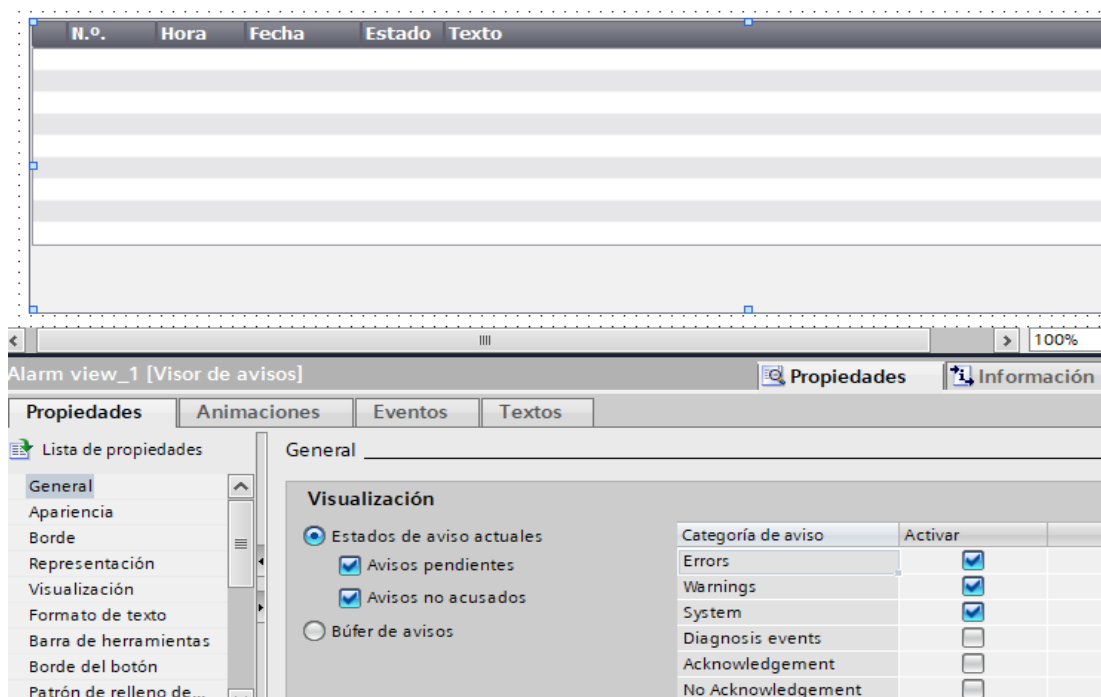 N.º. Hora Fecha Estado Texto
100%
Alarm view_1 [Visor de avisos] Propiedades Información
Propiedades Animaciones Eventos Textos
Lista de propiedades
General
Apariencia
Borde
Representación
Visualización
Formato de texto
Barra de herramientas
Borde del botón
Patrón de relleno de...
General
Visualización
Estados de aviso actuales
Avisos pendientes
Avisos no acusados
Búfer de avisos
Categoría de aviso Activar
Errors
Warnings
System
Diagnosis events
Acknowledgement
No Acknowledgement